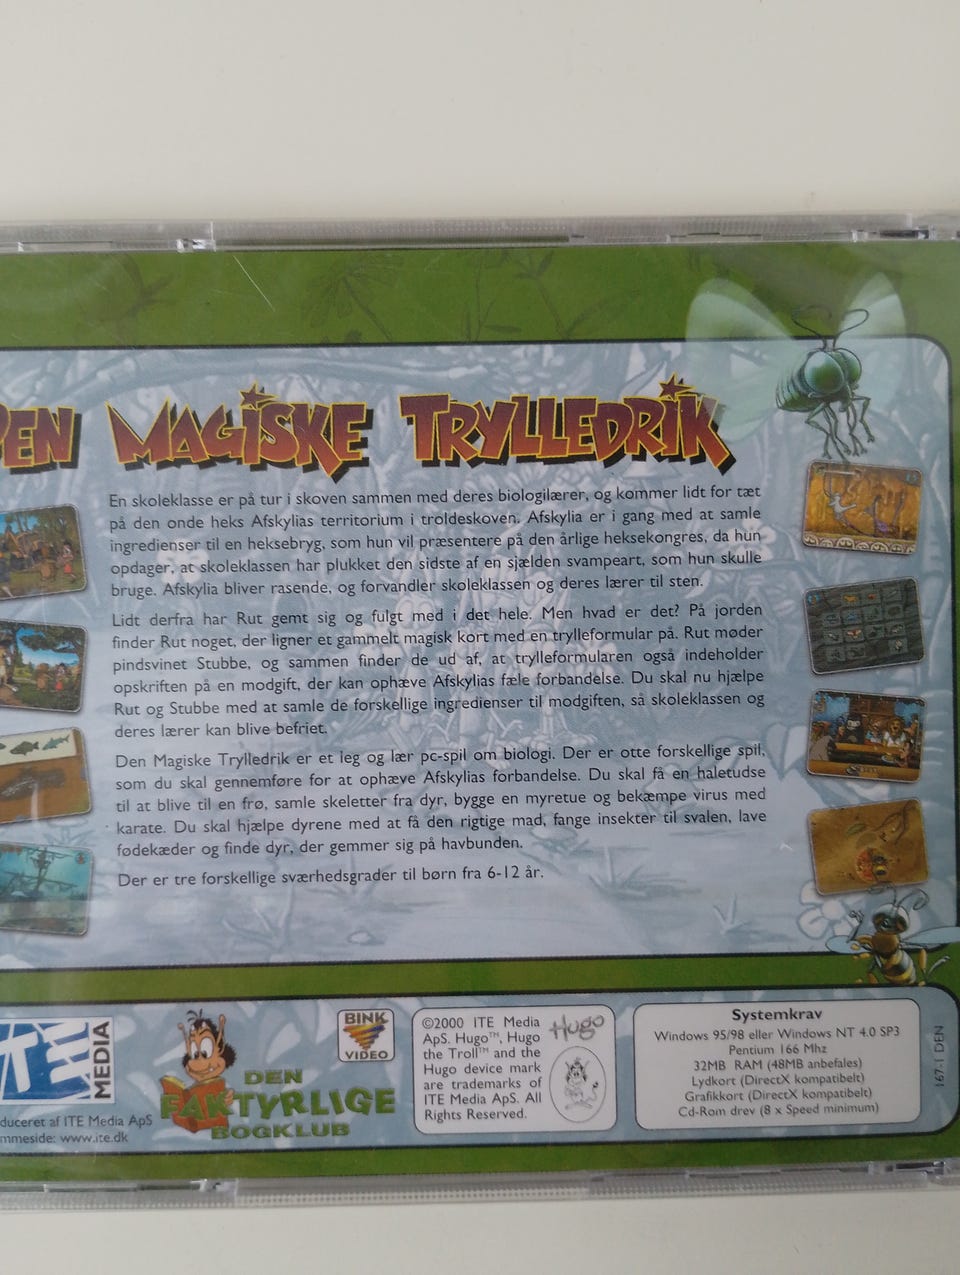 DEN MAGISKE TRYLLEDRIK
En skoleklasse er på tur i skoven sammen med deres biologilærer, og kommer lidt for tæt
på den onde heks Afskylias territorium i troldeskoven. Afskylia er i gang med at samle
ingredienser til en heksebryg, som hun vil præsentere på den årlige heksekongres, da hun
opdager, at skoleklassen har plukket den sidste af en sjælden svampeart, som hun skulle
bruge. Afskylia bliver rasende, og forvandler skoleklassen og deres lærer til sten.
Lidt derfra har Rut gemt sig og fulgt med i det hele. Men hvad er det? På jorden
finder Rut noget, der ligner et gammelt magisk kort med en trylleformular på. Rut møder
pindsvinet Stubbe, og sammen finder de ud af, at trylleformularen også indeholder
opskriften på en modgift, der kan ophæve Afskylias fæle forbandelse. Du skal nu hjælpe
Rut og Stubbe med at samle de forskellige ingredienser til modgiften, så skoleklassen og
deres lærer kan blive befriet.
Den Magiske Trylledrik er et leg og lær pc-spil om biologi. Der er otte forskellige spil,
som du skal gennemføre for at ophæve Afskylias forbandelse. Du skal få en haletudse
til at blive til en frø, samle skeletter fra dyr, bygge en myretue og bekæmpe virus med
karate. Du skal hjælpe dyrene med at få den rigtige mad, fange insekter til svalen, lave
fødekæder og finde dyr, der gemmer sig på havbunden.
Der er tre forskellige sværhedsgrader til børn fra 6-12 år.
ITE
MEDIA
duceret af ITE Media ApS
mmeside: www.ite.dk
DEN
FAKTYRLIGE
BOGKLUB
BINK
VIDEO
©2000 ITE Media
ApS. Hugo™, Hugo
the Troll™ and the
Hugo device mark
are trademarks of
ITE Media ApS. All
Rights Reserved.
Hugo
Systemkrav
Windows 95/98 eller Windows NT 4.0 SP3
Pentium 166 Mhz
32MB RAM (48MB anbefales)
Lydkort (DirectX kompatibelt)
Grafikkort (DirectX kompatibelt)
Cd-Rom drev (8 x Speed minimum)
167-1 DEN